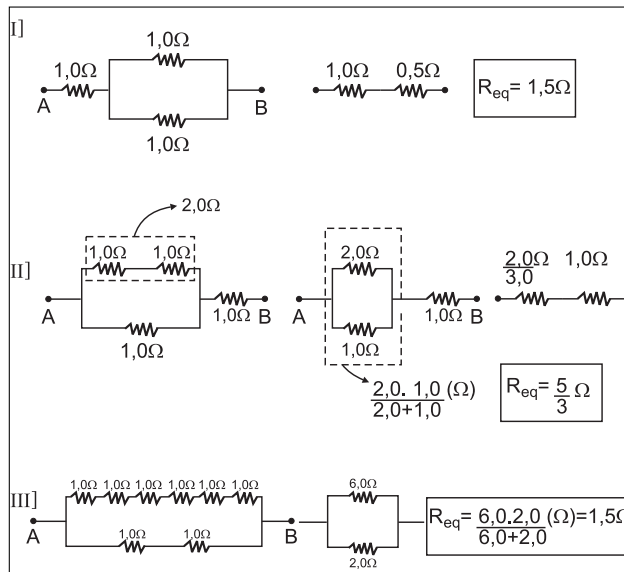 I]
1,0Ω
1,0Ω
1,0Ω
A
B
1,0Ω 0,5Ω
Req = 1,5Ω
II]
2,0Ω
1,0Ω 1,0Ω
1,0Ω
1,0Ω
A
B
2,0Ω
1,0Ω
1,0Ω
A
B
2,0.1,0 (Ω)
2,0+1,0
2,0Ω
3,0
1,0Ω
Req = 5/3 Ω
III]
1,0Ω 1,0Ω 1,0Ω 1,0Ω 1,0Ω 1,0Ω
1,0Ω 1,0Ω
A
B
6,0Ω
2,0Ω
Req = 6,0.2,0 (Ω)=1,5Ω
6,0+2,0